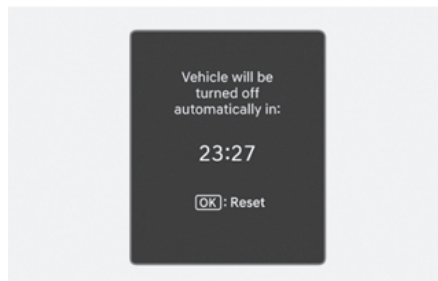 Vehicle will be
turned off
automatically in:
23:27
OK : Reset